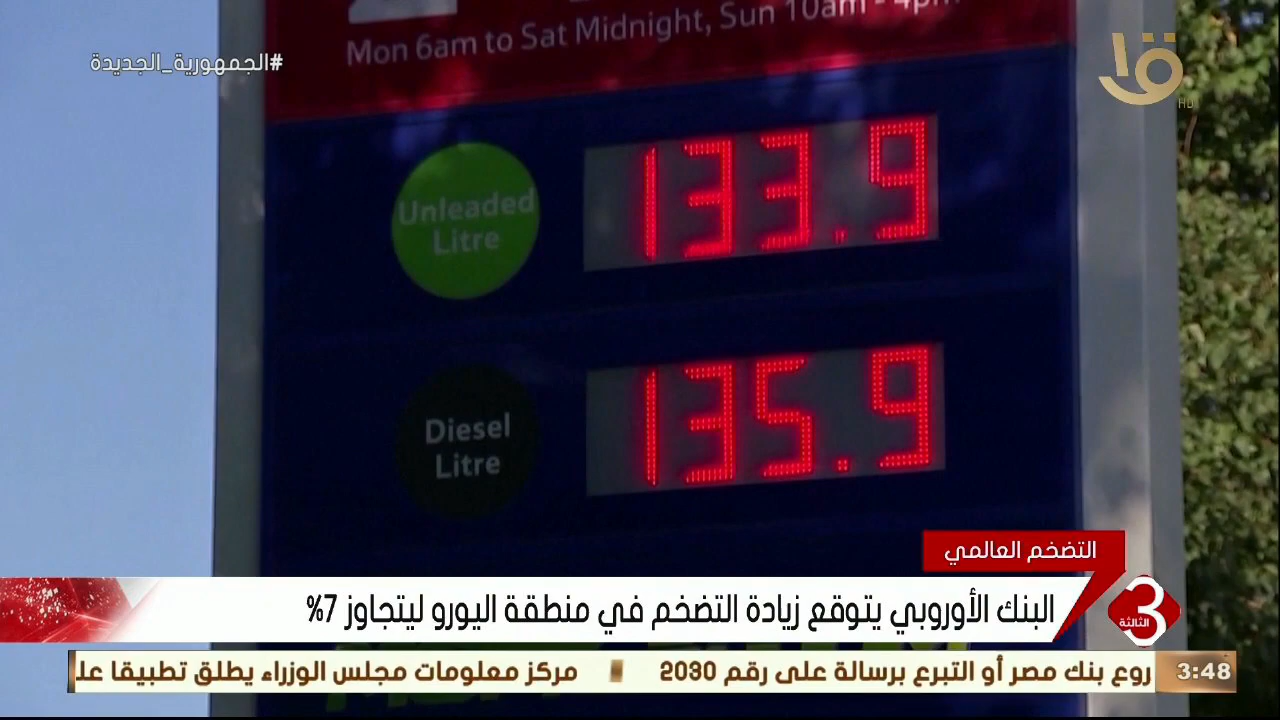 Mon 6am to Sat Midnight, Sun 10am - 4pm
#الجمهورية_الجديدة
HD
Unleaded
Litre
133.9
Diesel
Litre
135.9
التضخم العالمي
البنك الأوروبي يتوقع زيادة التضخم في منطقة اليورو ليتجاوز 7%
3
الثالثة
روع بنك مصر أو التبرع برسالة على رقم 2030
مركز معلومات مجلس الوزراء يطلق تطبيقا عل
3:48